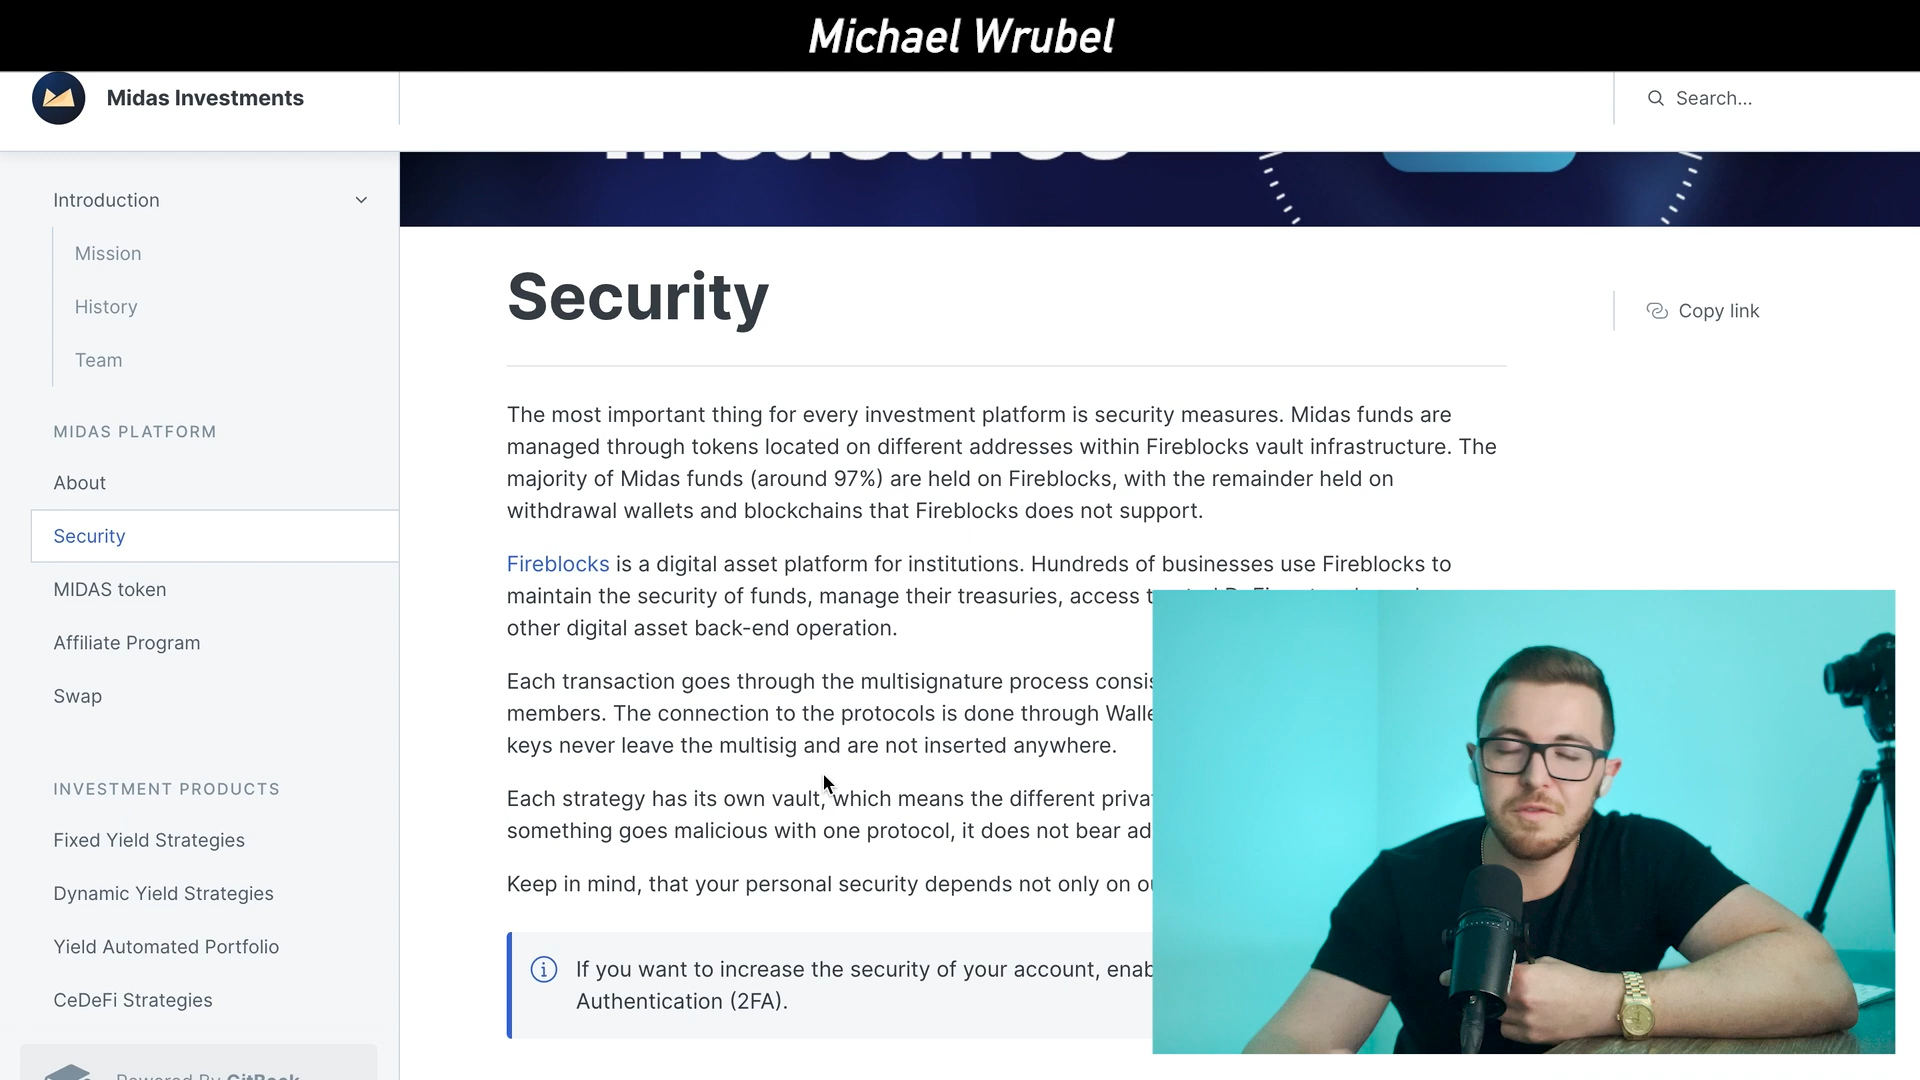 Michael Wrubel
Midas Investments
Search...
Introduction
Mission
History
Team
MIDAS PLATFORM
About
Security
MIDAS token
Affiliate Program
Swap
INVESTMENT PRODUCTS
Fixed Yield Strategies
Dynamic Yield Strategies
Yield Automated Portfolio
CeDeFi Strategies
Powered By GitBook
measures
Security
Copy link
The most important thing for every investment platform is security measures. Midas funds are
managed through tokens located on different addresses within Fireblocks vault infrastructure. The
majority of Midas funds (around 97%) are held on Fireblocks, with the remainder held on
withdrawal wallets and blockchains that Fireblocks does not support.
Fireblocks is a digital asset platform for institutions. Hundreds of businesses use Fireblocks to
maintain the security of funds, manage their treasuries, access
other digital asset back-end operation.
Each transaction goes through the multisignature process
members. The connection to the protocols is done through
keys never leave the multisig and are not inserted anywhere.
Each strategy has its own vault, which means the different
something goes malicious with one protocol, it does not bear
Keep in mind, that your personal security depends not only on
If you want to increase the security of your account,
Authentication (2FA).